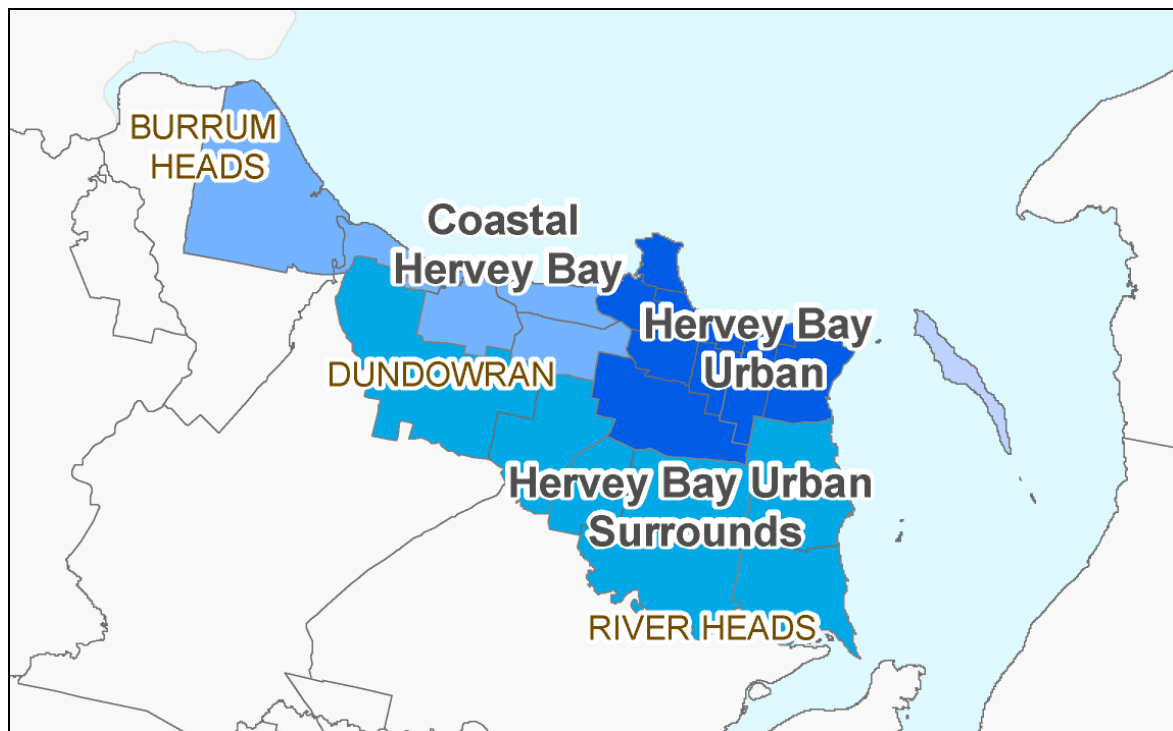 BURRUM
HEADS
Coastal
Hervey Bay
Hervey Bay
Urban
DUNDOWRAN
Hervey Bay Urban
Surrounds
RIVER HEADS